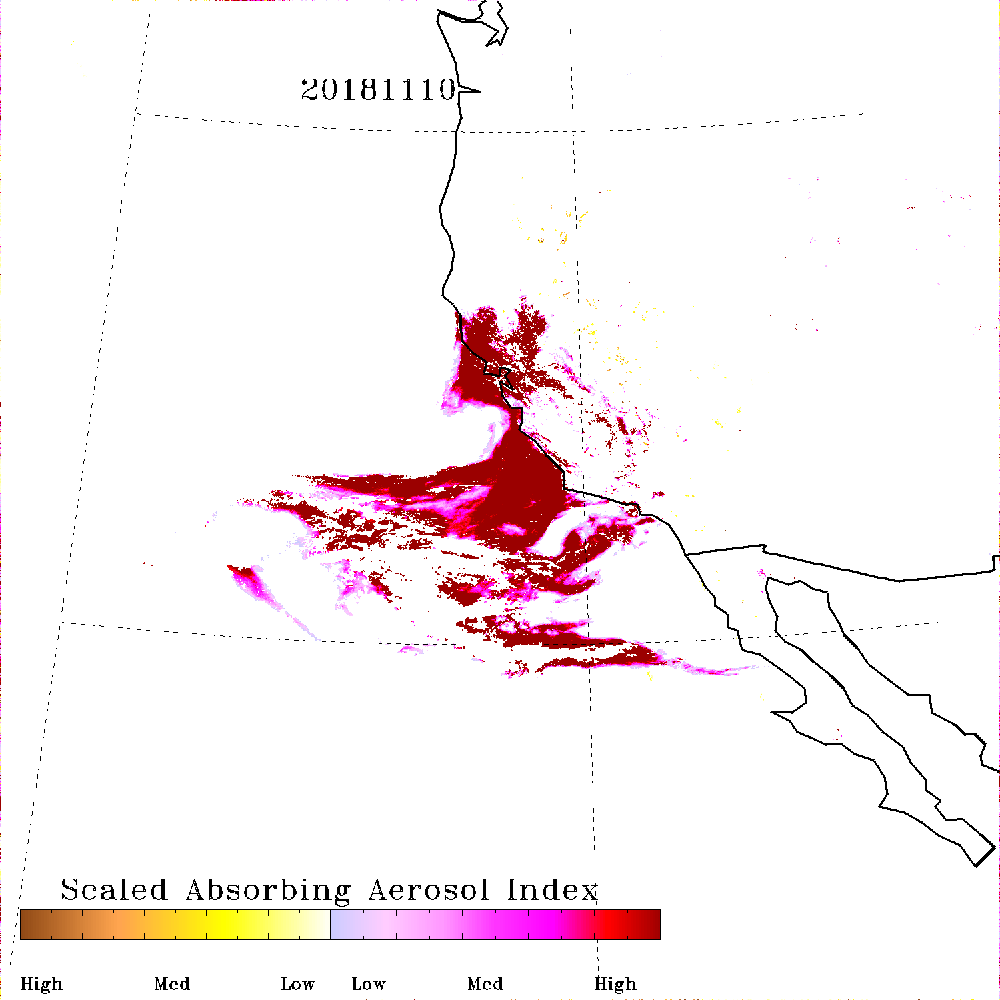 20181110
Scaled Absorbing Aerosol Index
High Med Low Low Med High